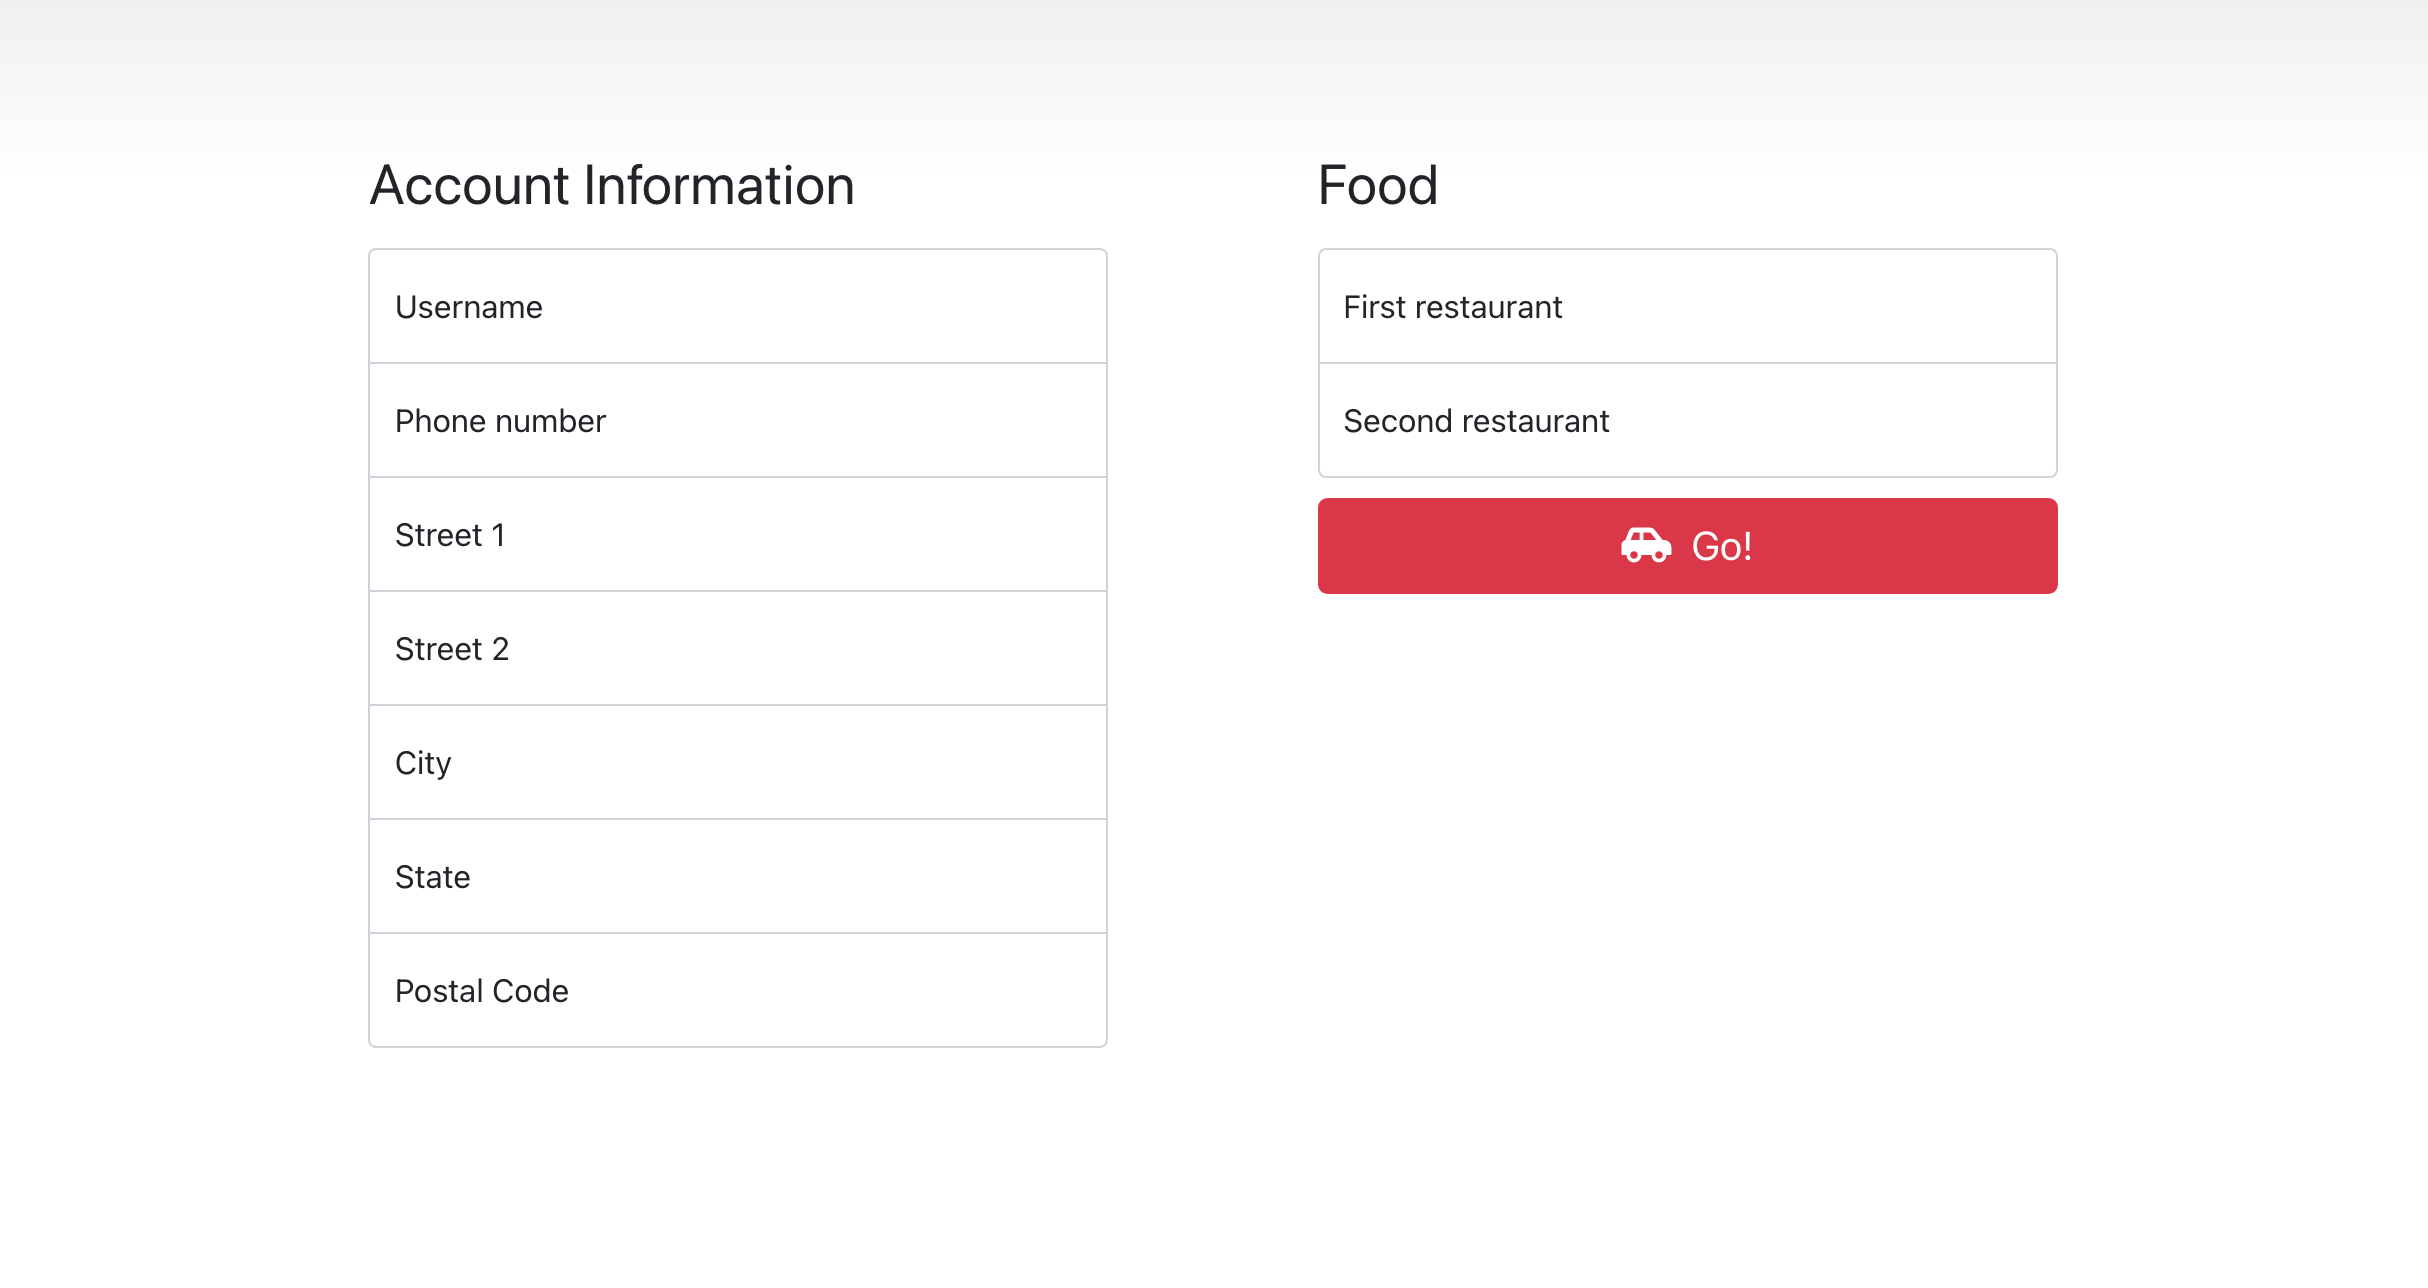 Account Information
Username
Phone number
Street 1
Street 2
City
State
Postal Code
Food
First restaurant
Second restaurant
Go!